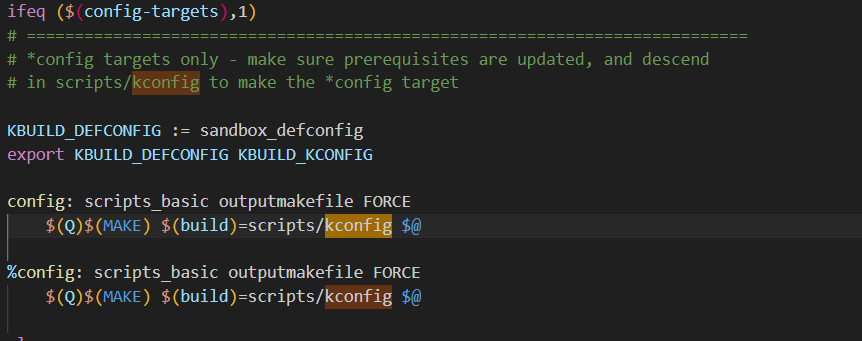 ifeq ($(config-targets),1)
# ===========================================================================
# *config targets only - make sure prerequisites are updated, and descend
# in scripts/kconfig to make the *config target
KBUILD_DEFCONFIG := sandbox_defconfig
export KBUILD_DEFCONFIG KBUILD_KCONFIG
config: scripts_basic outputmakefile FORCE
$(Q)$(MAKE) $(build)=scripts/kconfig $@
%config: scripts_basic outputmakefile FORCE
$(Q)$(MAKE) $(build)=scripts/kconfig $@